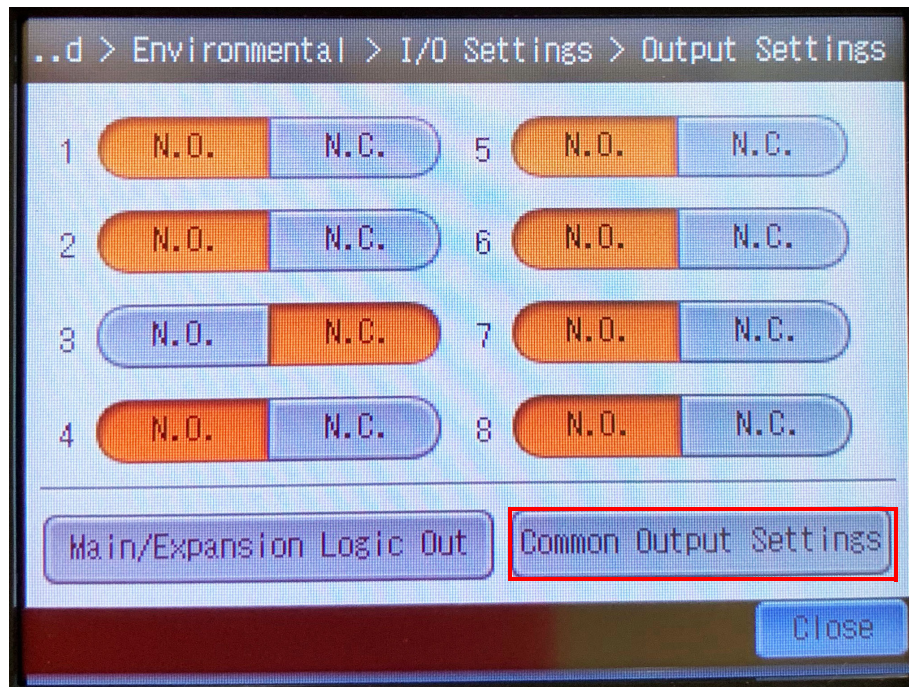 ..d > Environmental > I/O Settings > Output Settings
1 N.O. N.C. 5 N.O. N.C.
2 N.O. N.C. 6 N.O. N.C.
3 N.O. N.C. 7 N.O. N.C.
4 N.O. N.C. 8 N.O. N.C.
Main/Expansion Logic Out Common Output Settings
Close